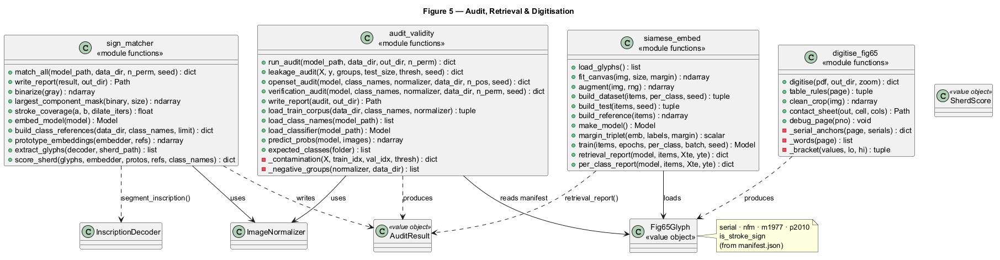 Figure 5 — Audit, Retrieval & Digitisation
C
sign_matcher
«module functions»
match_all(model_path, data_dir, n_perm, seed) : dict
write_report(result, out_dir) : Path
binarize(gray) : ndarray
largest_component_mask(binary, size) : ndarray
stroke_coverage(a, b, dilate_iters) : float
embed_model(model) : Model
build_class_references(data_dir, class_names, limit) : dict
prototype_embeddings(embedder, refs) : ndarray
extract_glyphs(decoder, sherd_path) : list
score_sherd(glyphs, embedder, protos, refs, class_names) : dict
C
audit_validity
«module functions»
run_audit(model_path, data_dir, out_dir, n_perm) : dict
leakage_audit(X, y, groups, test_size, thresh, seed) : dict
openset_audit(model, class_names, normalizer, data_dir, n_pos, seed) : dict
verification_audit(model, class_names, normalizer, data_dir, n_perm, seed) : dict
write_report(audit, out_dir) : Path
load_train_corpus(data_dir, class_names, normalizer) : tuple
load_class_names(model_path) : list
load_classifier(model_path) : Model
predict_probs(model, images) : ndarray
expected_classes(folder) : list
_contamination(X, train_idx, val_idx, thresh) : dict
_negative_groups(normalizer, data_dir) : list
C
siamese_embed
«module functions»
load_glyphs() : list
fit_canvas(img, size, margin) : ndarray
augment(img, rng) : ndarray
build_dataset(items, per_class, seed) : tuple
build_test(items, seed) : tuple
build_reference(items) : ndarray
make_model() : Model
margin_triplet(emb, labels, margin) : scalar
train(items, epochs, per_class, batch, seed) : Model
retrieval_report(model, items, Xte, yte) : dict
per_class_report(model, items, Xte, yte) : dict
C
digitise_fig65
«module functions»
digitise(pdf, out_dir, zoom) : dict
table_rules(page) : tuple
clean_crop(img) : ndarray
contact_sheet(out, cell, cols) : Path
debug_page(pno) : void
_serial_anchors(page, serials) : dict
_words(page) : list
_bracket(values, lo, hi) : tuple
C
«value object»
SherdScore
segment_inscription()
uses
writes
uses
produces
reads manifest
retrieval_report()
loads
produces
C
InscriptionDecoder
C
ImageNormalizer
C
«value object»
AuditResult
C
Fig65Glyph
«value object»
serial · nfm · m1977 · p2010
is_stroke_sign
(from manifest.json)